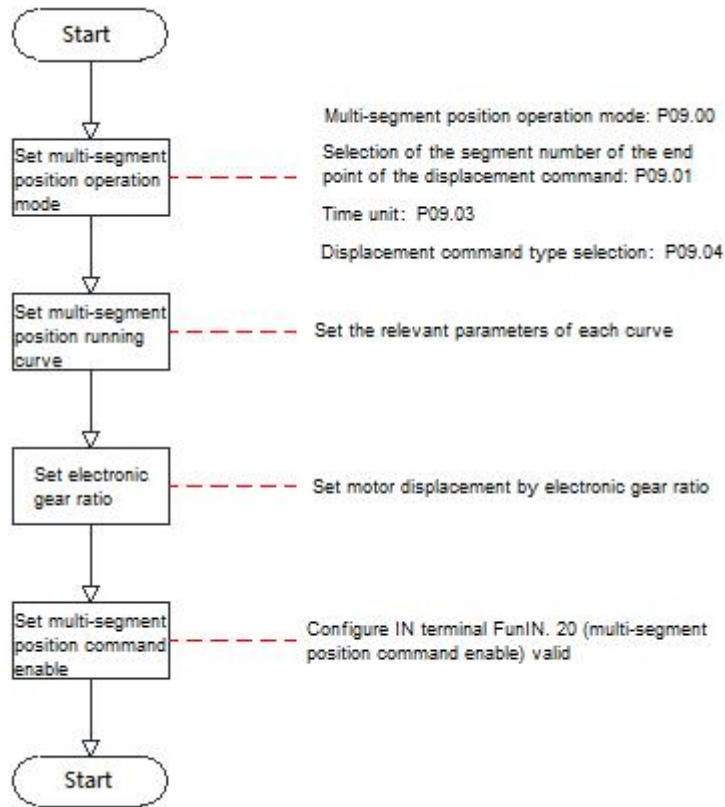 Start
Set multi-segment
position operation
mode
Multi-segment position operation mode: P09.00
Selection of the segment number of the end
point of the displacement command: P09.01
Time unit: P09.03
Displacement command type selection: P09.04
Set multi-segment
position running
curve
Set the relevant parameters of each curve
Set electronic
gear ratio
Set motor displacement by electronic gear ratio
Set multi-segment
position command
enable
Configure IN terminal FunIN. 20 (multi-segment
position command enable) valid
Start